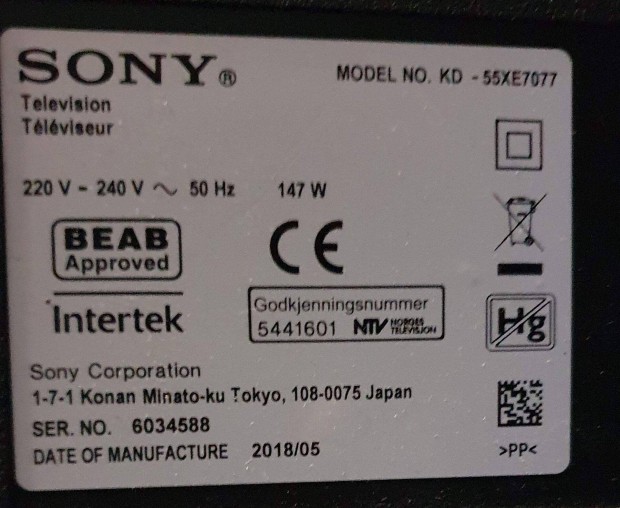 SONY®
MODEL NO. KD - 55XE7077
Television
Téléviseur
220 V - 240 V ~ 50 Hz 147 W
BEAB
Approved
CE
Intertek
Godkjenningsnummer
5441601 NTV NORGES
TELEVISJON
Hg
Sony Corporation
1-7-1 Konan Minato-ku Tokyo, 108-0075 Japan
SER. NO. 6034588
DATE OF MANUFACTURE 2018/05
>PP<